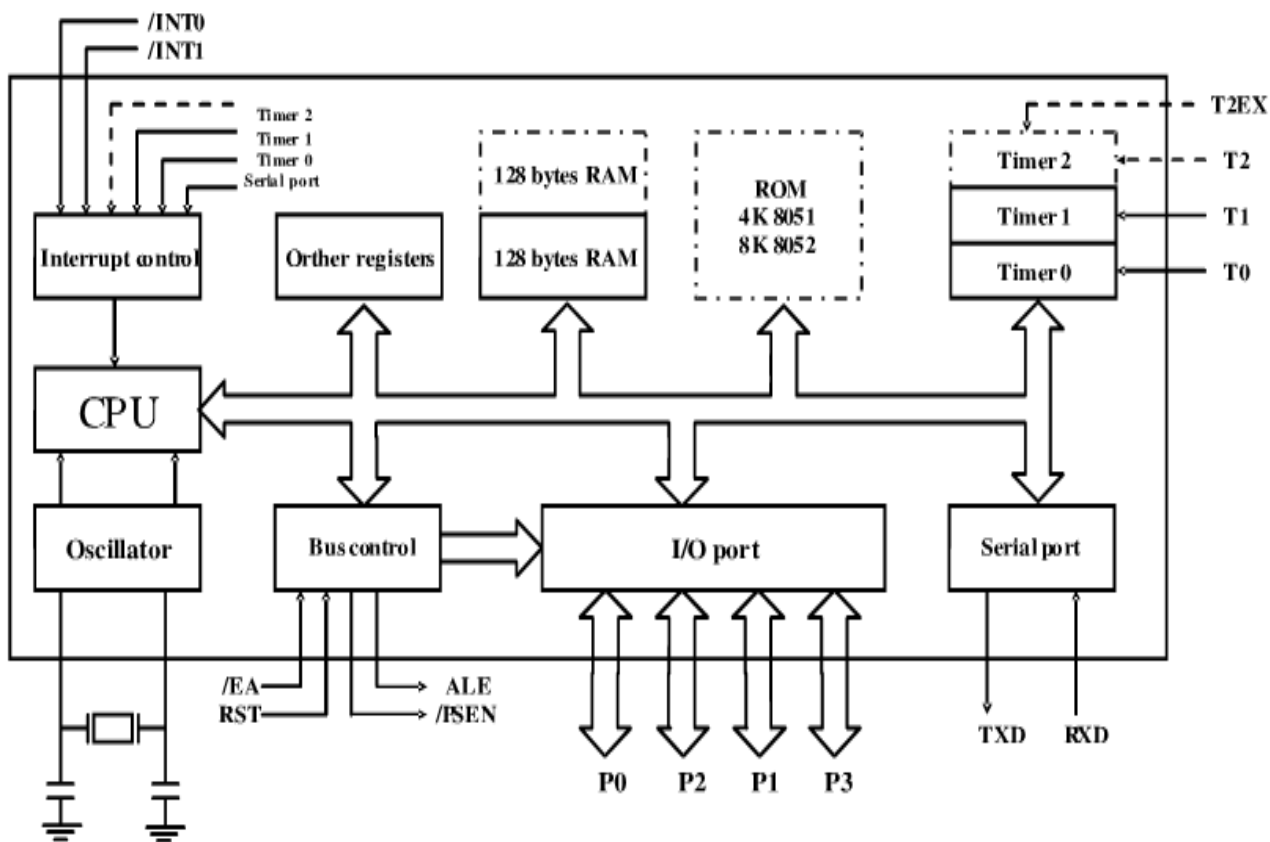 /INT0
/INT1
Timer 2
Timer 1
Timer 0
Serial port
T2EX
T2
T1
T0
Interrupt control
Orther registers
128 bytes RAM
128 bytes RAM
ROM
4K 8051
8K 8052
Timer 2
Timer 1
Timer 0
CPU
Oscillator
Bus control
I/O port
Serial port
/EA
RST
ALE
/PSEN
TXD
RXD
P0
P2
P1
P3